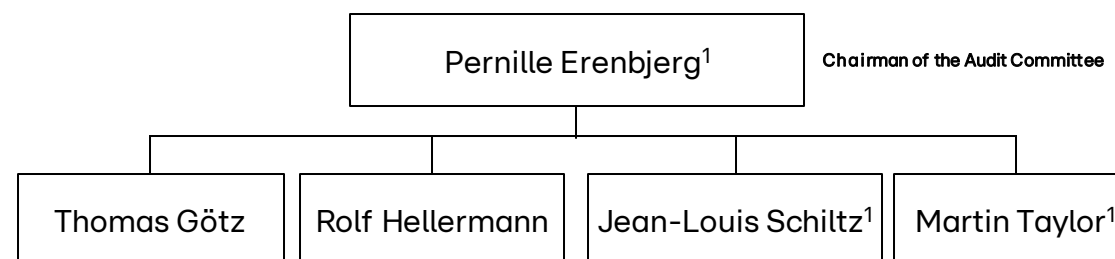 Pernille Erenbjerg¹
Chairman of the Audit Committee
Thomas Götz
Rolf Hellermann
Jean-Louis Schiltz¹
Martin Taylor¹